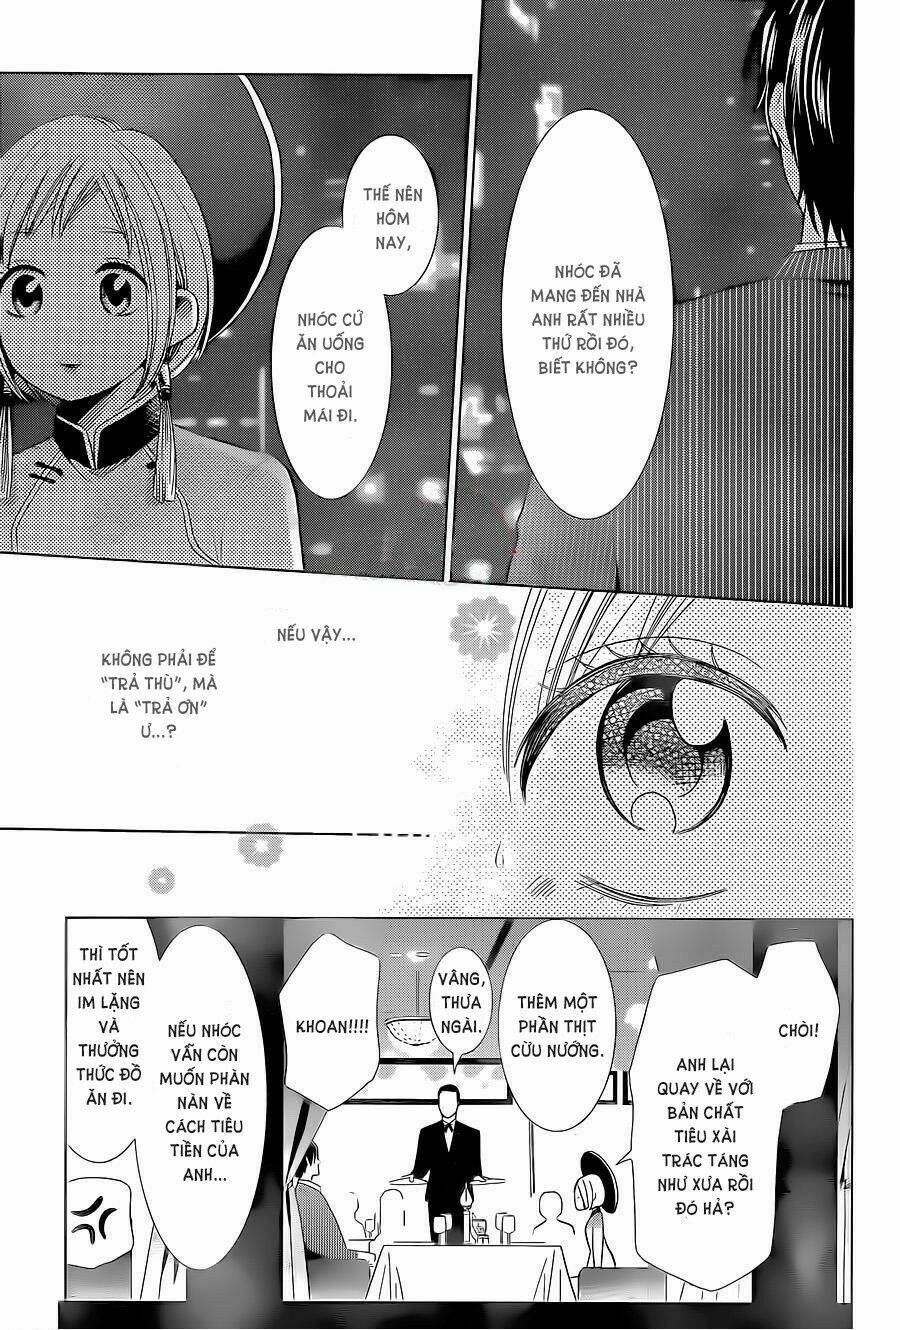 NHÓC ĐÃ
MANG ĐẾN NHÀ
ANH RẤT NHIỀU
THỨ RỒI ĐÓ,
BIẾT KHÔNG?
THẾ NÊN
HÔM
NAY,
NHÓC CỨ
ĂN UỐNG
CHO
THOẢI
MÁI ĐI.
NẾU VẬY...
KHÔNG PHẢI ĐỂ
“TRẢ THÙ”, MÀ
LÀ “TRẢ ƠN”
Ư...?
CHÒI!
ANH LẠI
QUAY VỀ VỚI
BẢN CHẤT
TIÊU XÀI
TRÁC TÁNG
NHƯ XƯA RỒI
ĐÓ HẢ?
THÊM MỘT
PHẦN THỊT
CỪU NƯỚNG.
VÂNG,
THƯA
NGÀI.
KHOAN!!!!
NẾU NHÓC
VẪN CÒN
MUỐN PHÀN
NÀN VỀ
CÁCH TIÊU
TIỀN CỦA
ANH...
THÌ TỐT
NHẤT NÊN
IM LẶNG
VÀ
THƯỞNG
THỨC ĐỒ
ĂN ĐI.